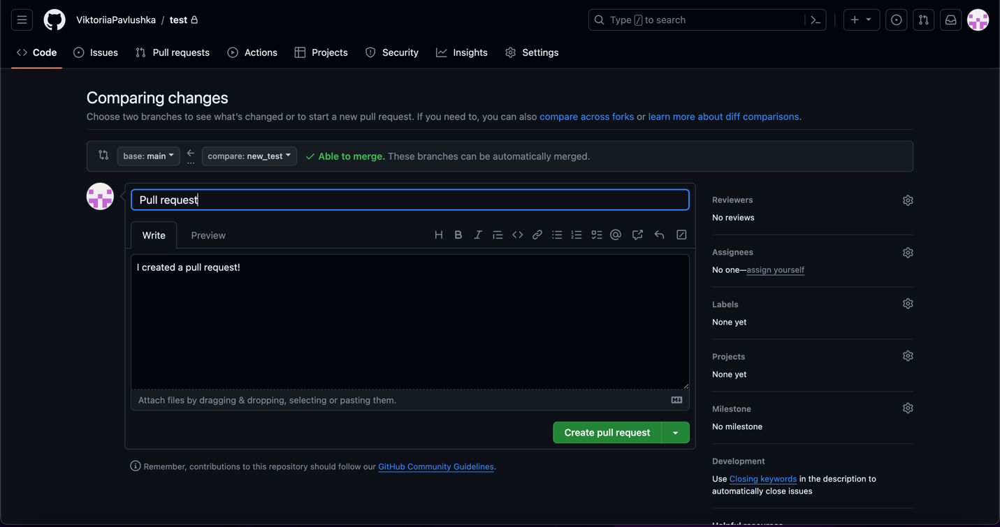 ViktoriiaPavlushka / test
Type / to search
Code Issues Pull requests Actions Projects Security Insights Settings
Comparing changes
Choose two branches to see what's changed or to start a new pull request. If you need to, you can also compare across forks or learn more about diff comparisons.
base: main ... compare: new_test Able to merge. These branches can be automatically merged.
Pull request
Write Preview
I created a pull request!
Attach files by dragging & dropping, selecting or pasting them.
Create pull request
Remember, contributions to this repository should follow our GitHub Community Guidelines.
Reviewers
No reviews
Assignees
No one—assign yourself
Labels
None yet
Projects
None yet
Milestone
No milestone
Development
Use Closing keywords in the description to
automatically close issues
Helpful resources